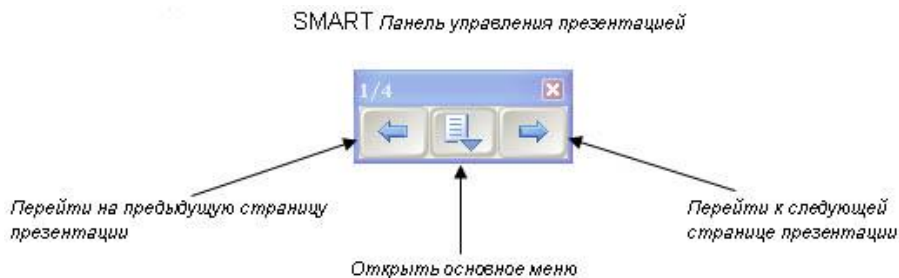 SMART Панель управления презентацией
1/4
Перейти на предыдущую страницу
презентации
Перейти к следующей
странице презентации
Открыть основное меню